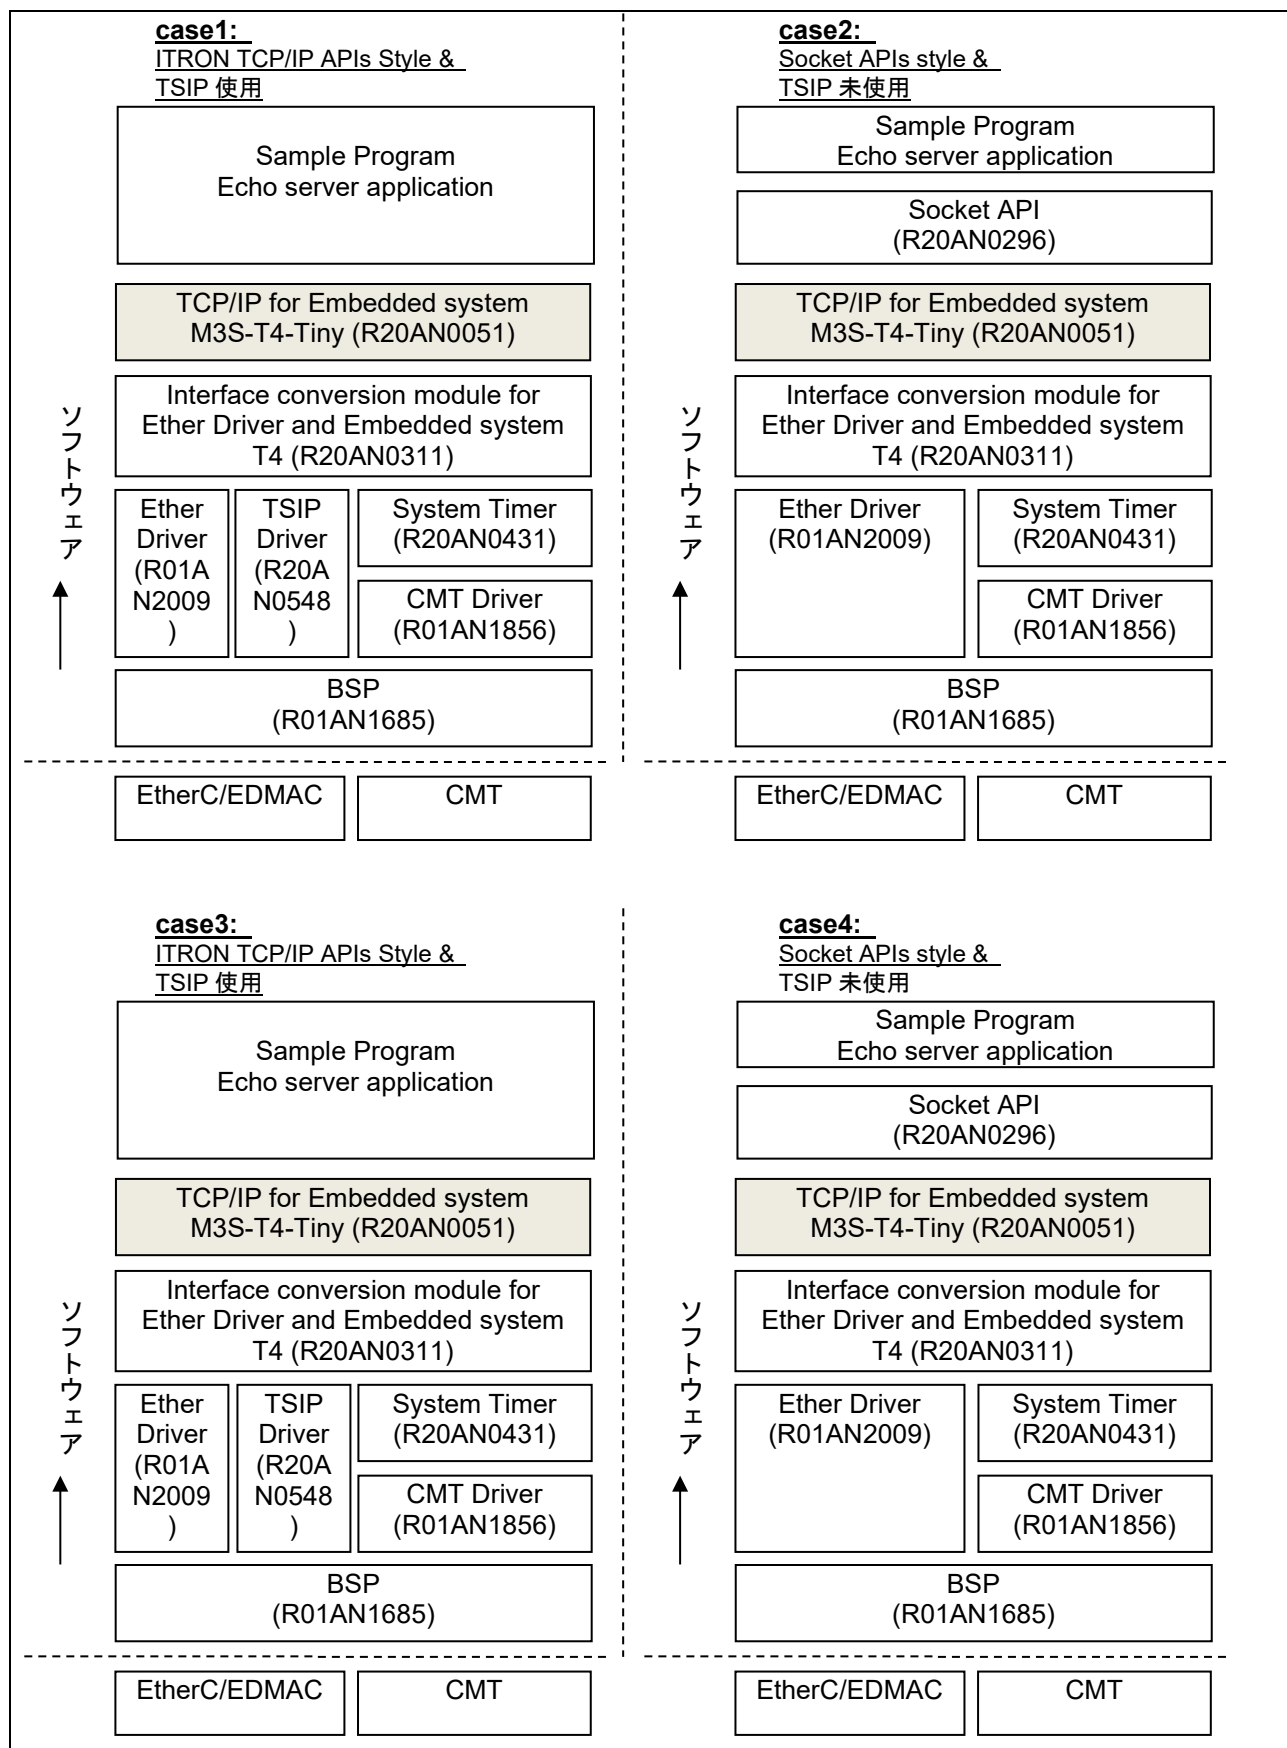 case1:
ITRON TCP/IP APIs Style &
TSIP 使用
Sample Program
Echo server application
TCP/IP for Embedded system
M3S-T4-Tiny (R20AN0051)
Interface conversion module for
Ether Driver and Embedded system
T4 (R20AN0311)
ソフトウェア
Ether
Driver
(R01A
N2009
)
TSIP
Driver
(R20A
N0548
)
System Timer
(R20AN0431)
CMT Driver
(R01AN1856)
BSP
(R01AN1685)
EtherC/EDMAC
CMT
case2:
Socket APIs style &
TSIP 未使用
Sample Program
Echo server application
Socket API
(R20AN0296)
TCP/IP for Embedded system
M3S-T4-Tiny (R20AN0051)
Interface conversion module for
Ether Driver and Embedded system
T4 (R20AN0311)
ソフトウェア
Ether Driver
(R01AN2009)
System Timer
(R20AN0431)
CMT Driver
(R01AN1856)
BSP
(R01AN1685)
EtherC/EDMAC
CMT
case3:
ITRON TCP/IP APIs Style &
TSIP 使用
Sample Program
Echo server application
TCP/IP for Embedded system
M3S-T4-Tiny (R20AN0051)
Interface conversion module for
Ether Driver and Embedded system
T4 (R20AN0311)
ソフトウェア
Ether
Driver
(R01A
N2009
)
TSIP
Driver
(R20A
N0548
)
System Timer
(R20AN0431)
CMT Driver
(R01AN1856)
BSP
(R01AN1685)
EtherC/EDMAC
CMT
case4:
Socket APIs style &
TSIP 未使用
Sample Program
Echo server application
Socket API
(R20AN0296)
TCP/IP for Embedded system
M3S-T4-Tiny (R20AN0051)
Interface conversion module for
Ether Driver and Embedded system
T4 (R20AN0311)
ソフトウェア
Ether Driver
(R01AN2009)
System Timer
(R20AN0431)
CMT Driver
(R01AN1856)
BSP
(R01AN1685)
EtherC/EDMAC
CMT